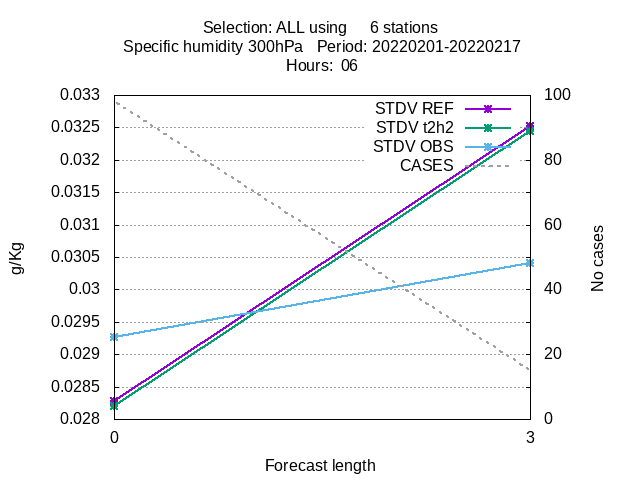 Selection: ALL using     6 stations
Specific humidity 300hPa   Period: 20220201-20220217
Hours:  06
0.033
0.0325
0.032
0.0315
0.031
0.0305
0.03
0.0295
0.029
0.0285
0.028
g/Kg
STDV REF
STDV t2h2
STDV OBS
CASES
100
80
60
40
20
0
No cases
0
3
Forecast length